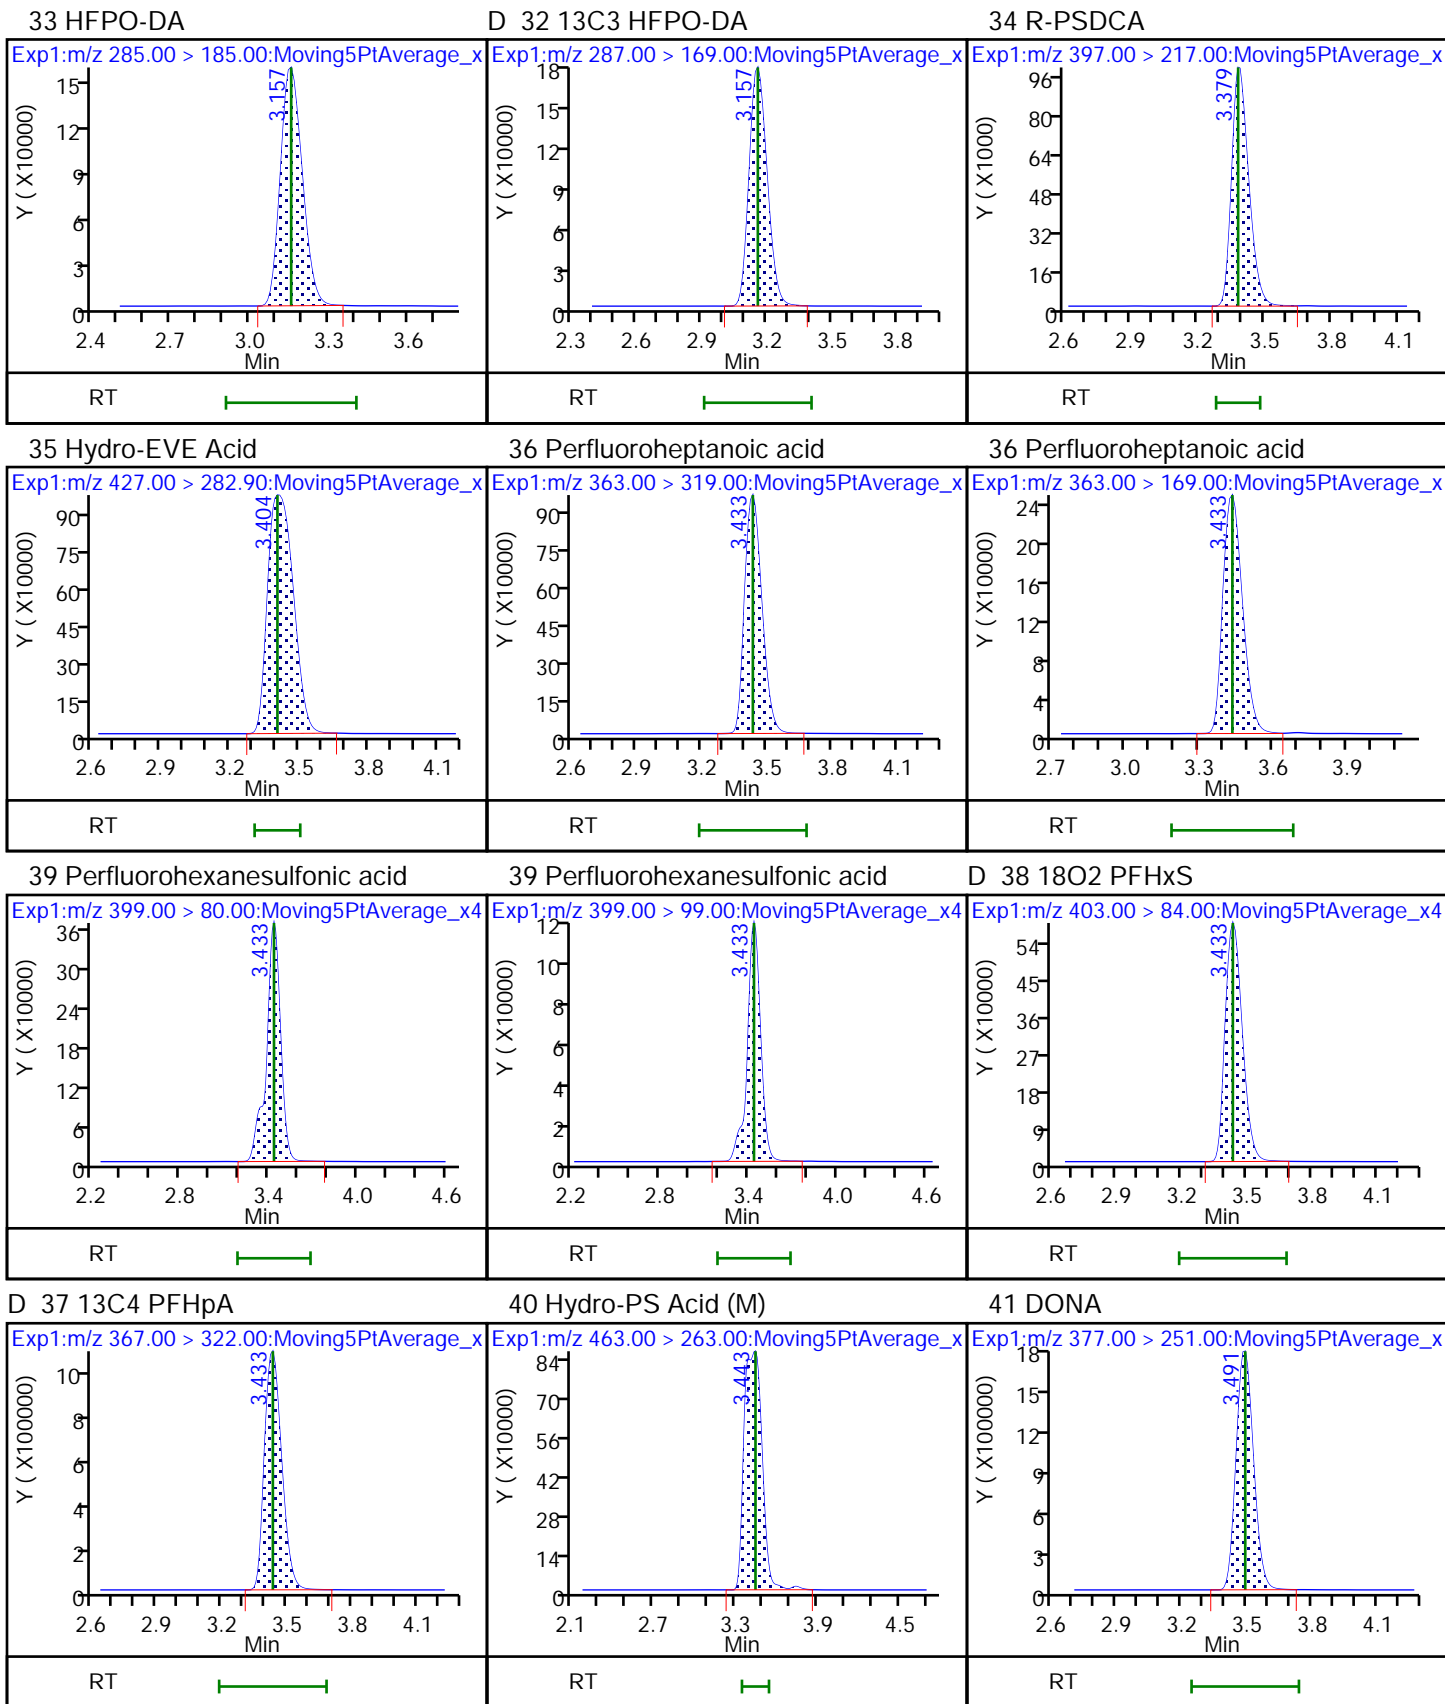 33 HFPO-DA
Exp1:m/z 285.00 > 185.00:Moving5PtAverage_x
3.157
Y ( X10000)
15
12
9
6
3
0
2.4 2.7 3.0 3.3 3.6
Min
RT
D 32 13C3 HFPO-DA
Exp1:m/z 287.00 > 169.00:Moving5PtAverage_x
3.157
Y ( X10000)
18
15
12
9
6
3
0
2.3 2.6 2.9 3.2 3.5 3.8
Min
RT
34 R-PSDCA
Exp1:m/z 397.00 > 217.00:Moving5PtAverage_x
3.379
Y ( X1000)
96
80
64
48
32
16
0
2.6 2.9 3.2 3.5 3.8 4.1
Min
RT
35 Hydro-EVE Acid
Exp1:m/z 427.00 > 282.90:Moving5PtAverage_x
3.404
Y ( X10000)
90
75
60
45
30
15
0
2.6 2.9 3.2 3.5 3.8 4.1
Min
RT
36 Perfluoroheptanoic acid
Exp1:m/z 363.00 > 319.00:Moving5PtAverage_x
3.433
Y ( X10000)
90
75
60
45
30
15
0
2.6 2.9 3.2 3.5 3.8 4.1
Min
RT
36 Perfluoroheptanoic acid
Exp1:m/z 363.00 > 169.00:Moving5PtAverage_x
3.433
Y ( X10000)
24
20
16
12
8
4
0
2.7 3.0 3.3 3.6 3.9
Min
RT
39 Perfluorohexanesulfonic acid
Exp1:m/z 399.00 > 80.00:Moving5PtAverage_x4
3.433
Y ( X10000)
36
30
24
18
12
6
0
2.2 2.8 3.4 4.0 4.6
Min
RT
39 Perfluorohexanesulfonic acid
Exp1:m/z 399.00 > 99.00:Moving5PtAverage_x4
3.433
Y ( X10000)
12
10
8
6
4
2
0
2.2 2.8 3.4 4.0 4.6
Min
RT
D 38 18O2 PFHxS
Exp1:m/z 403.00 > 84.00:Moving5PtAverage_x4
3.433
Y ( X10000)
54
45
36
27
18
9
0
2.6 2.9 3.2 3.5 3.8 4.1
Min
RT
D 37 13C4 PFHpA
Exp1:m/z 367.00 > 322.00:Moving5PtAverage_x
3.433
Y ( X100000)
10
8
6
4
2
0
2.6 2.9 3.2 3.5 3.8 4.1
Min
RT
40 Hydro-PS Acid (M)
Exp1:m/z 463.00 > 263.00:Moving5PtAverage_x
3.443
Y ( X10000)
84
70
56
42
28
14
0
2.1 2.7 3.3 3.9 4.5
Min
RT
41 DONA
Exp1:m/z 377.00 > 251.00:Moving5PtAverage_x
3.491
Y ( X100000)
18
15
12
9
6
3
0
2.6 2.9 3.2 3.5 3.8 4.1
Min
RT